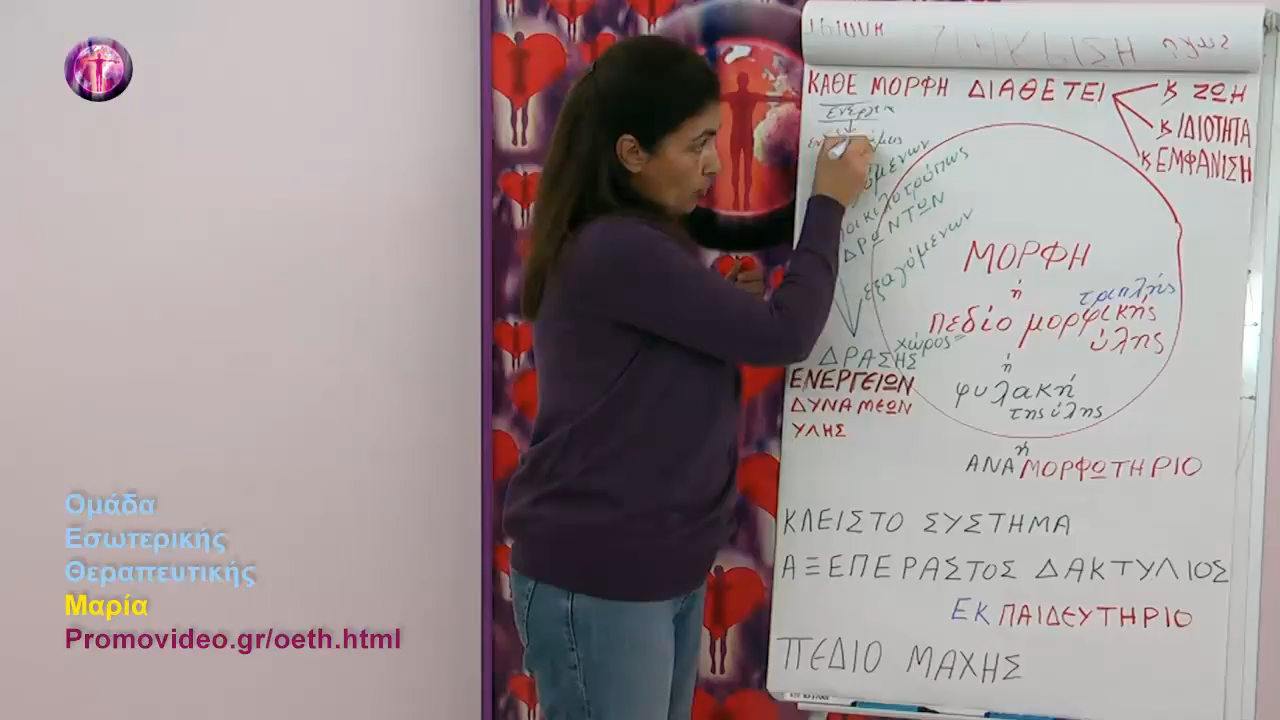 ΚΑΘΕ ΜΟΡΦΗ ΔΙΑΘΕΤΕΙ
Κ ΖΩΗ
Κ ΙΔΙΟΤΗΤΑ
Κ ΕΜΦΑΝΙΣΗ
ενέργεια
ΔΡΩΝΤΩΝ
εξαγόμενων
ΜΟΡΦΗ
ή
τριπλής
πεδίο μορφικής
ύλης
χώρος =
ΔΡΑΣΗΣ
ή
ΕΝΕΡΓΕΙΩΝ
ΔΥΝΑΜΕΩΝ
ΥΛΗΣ
φυλακή
της ύλης
ή
ΑΝΑΜΟΡΦΩΤΗΡΙΟ
ΚΛΕΙΣΤΟ ΣΥΣΤΗΜΑ
ΑΞΕΠΕΡΑΣΤΟΣ ΔΑΚΤΥΛΙΟΣ
ΕΚΠΑΙΔΕΥΤΗΡΙΟ
ΠΕΔΙΟ ΜΑΧΗΣ
Ομάδα
Εσωτερικής
Θεραπευτικής
Μαρία
Promovideo.gr/oeth.html